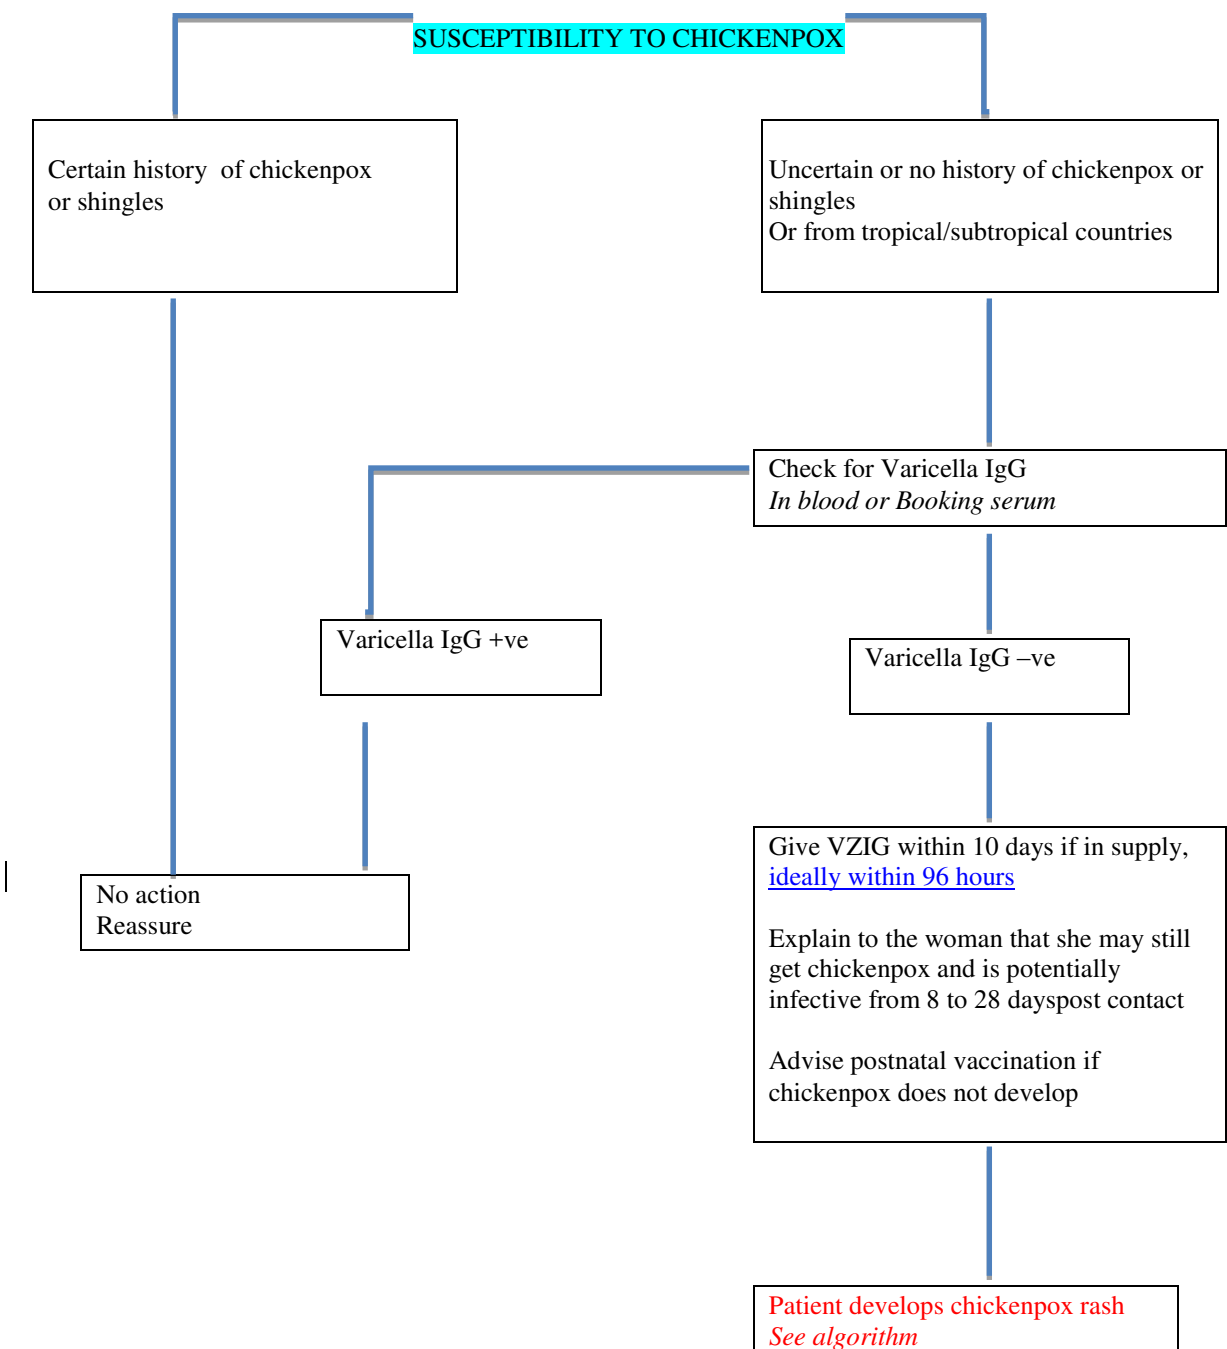 SUSCEPTIBILITY TO CHICKENPOX
Certain history of chickenpox
or shingles
Uncertain or no history of chickenpox or
shingles
Or from tropical/subtropical countries
Check for Varicella IgG
In blood or Booking serum
Varicella IgG +ve
Varicella IgG –ve
Give VZIG within 10 days if in supply,
ideally within 96 hours
Explain to the woman that she may still
get chickenpox and is potentially
infective from 8 to 28 dayspost contact
Advise postnatal vaccination if
chickenpox does not develop
No action
Reassure
Patient develops chickenpox rash
See algorithm